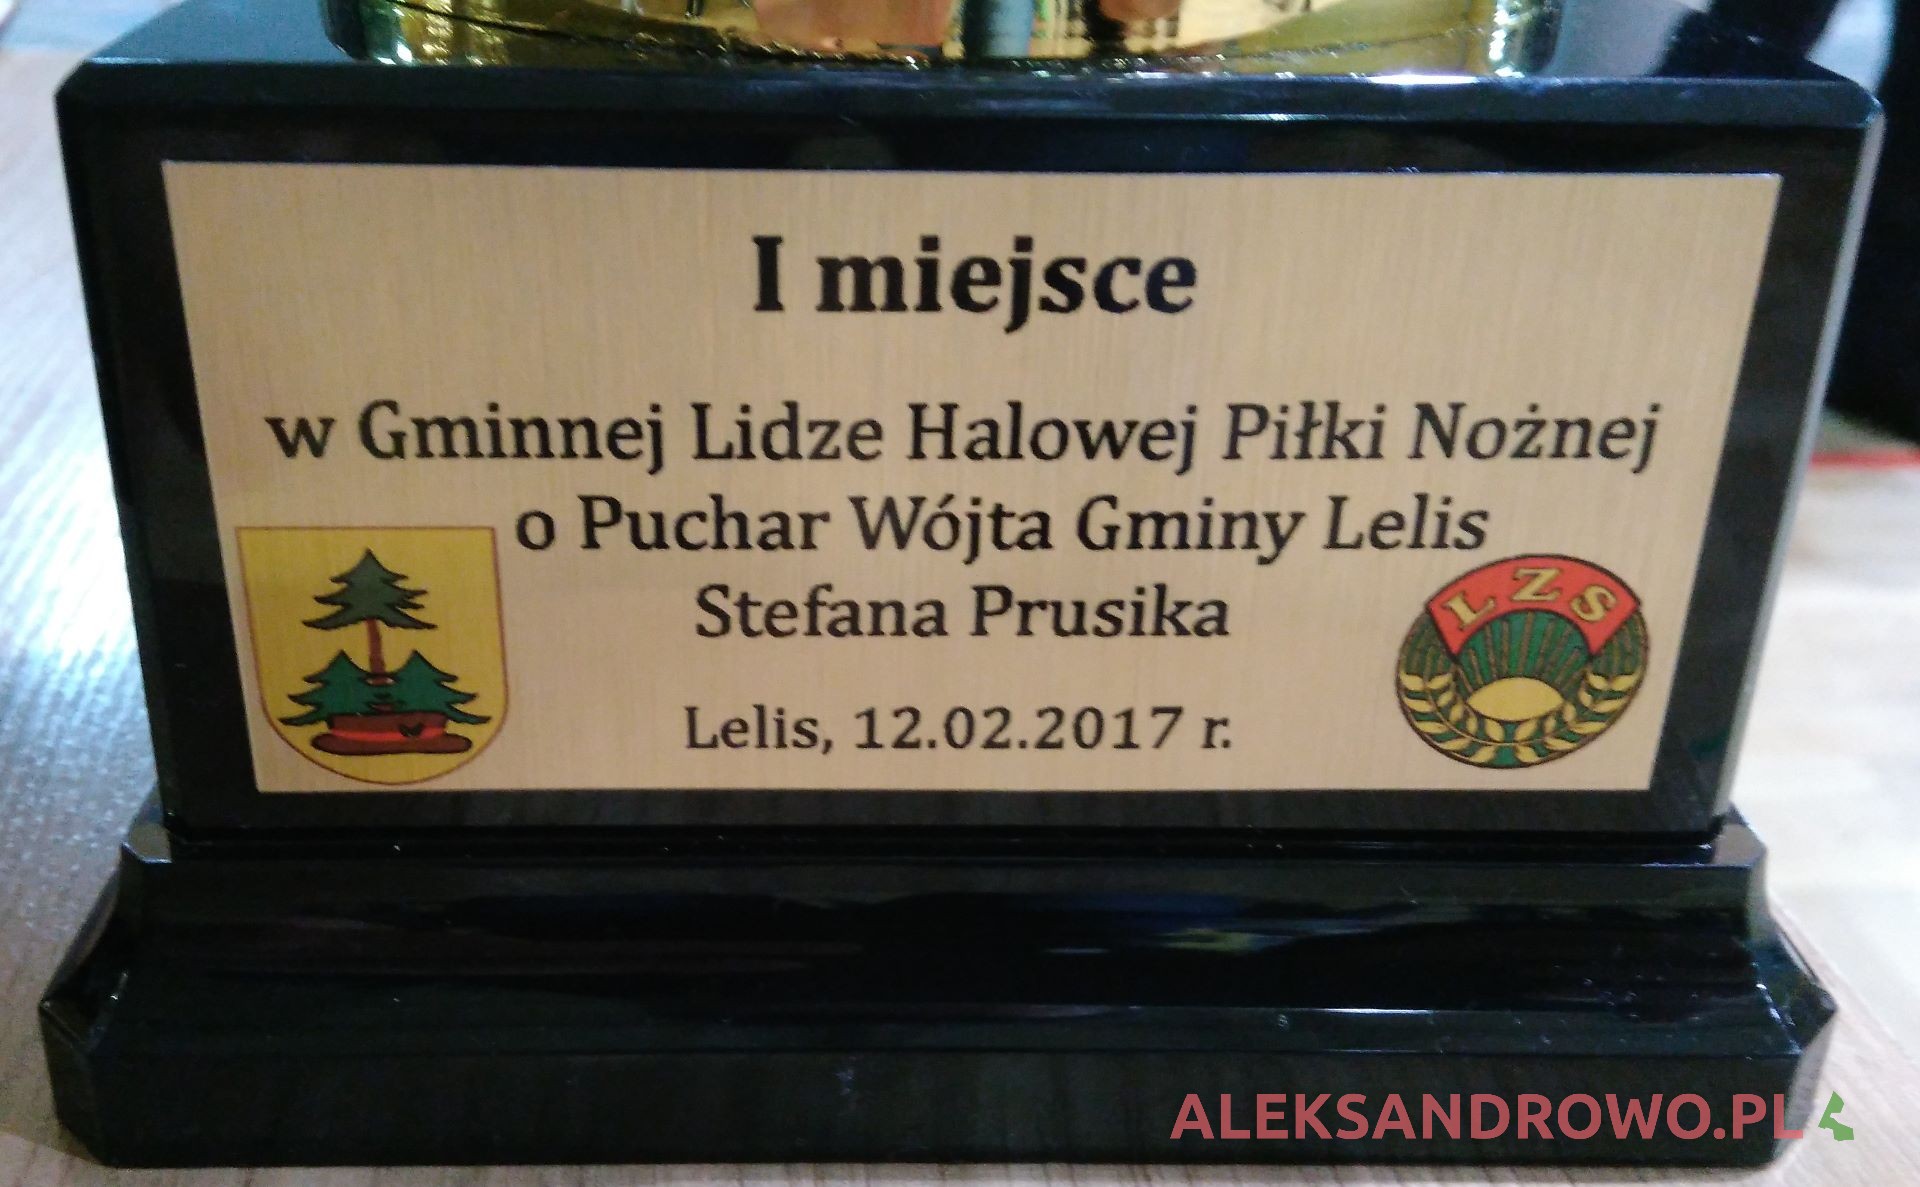 I miejsce
w Gminnej Lidze Halowej Piłki Nożnej
o Puchar Wójta Gminy Lelis
Stefana Prusika
LZS
Lelis, 12.02.2017 r.
ALEKSANDROWO.PL